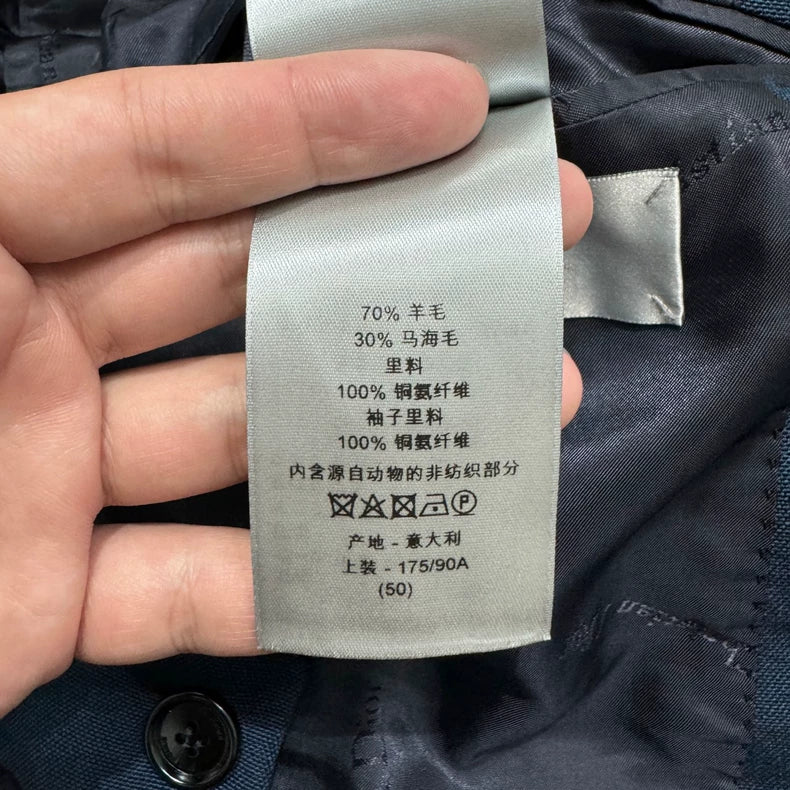 70% 羊毛
30% 马海毛
里料
100% 铜氨纤维
袖子里料
100% 铜氨纤维
内含源自动物的非纺织部分
P
产地 - 意大利
上装 - 175/90A
(50)
Dior